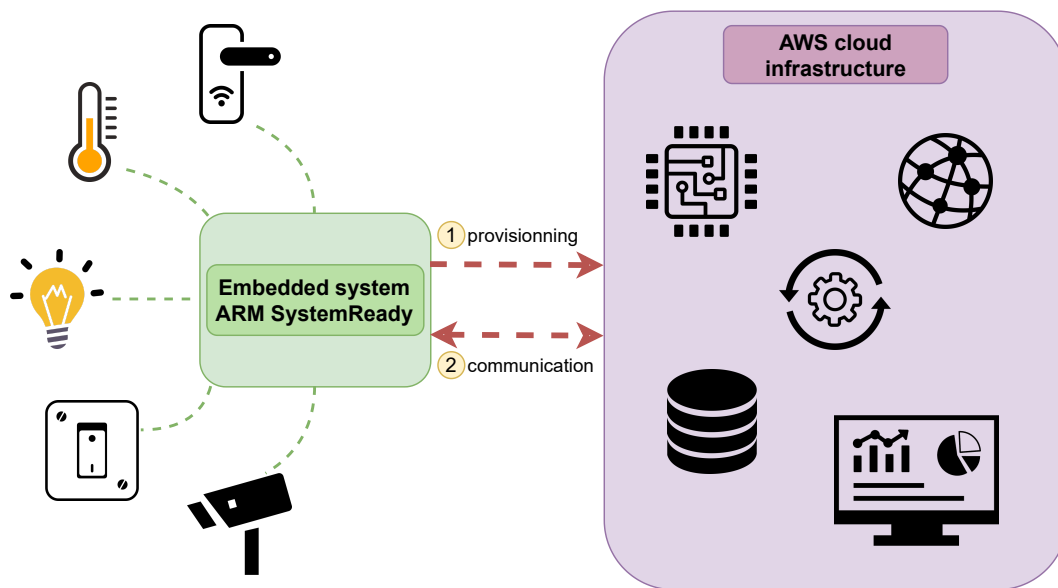 AWS cloud
infrastructure
1 provisionning
Embedded system
ARM SystemReady
2 communication